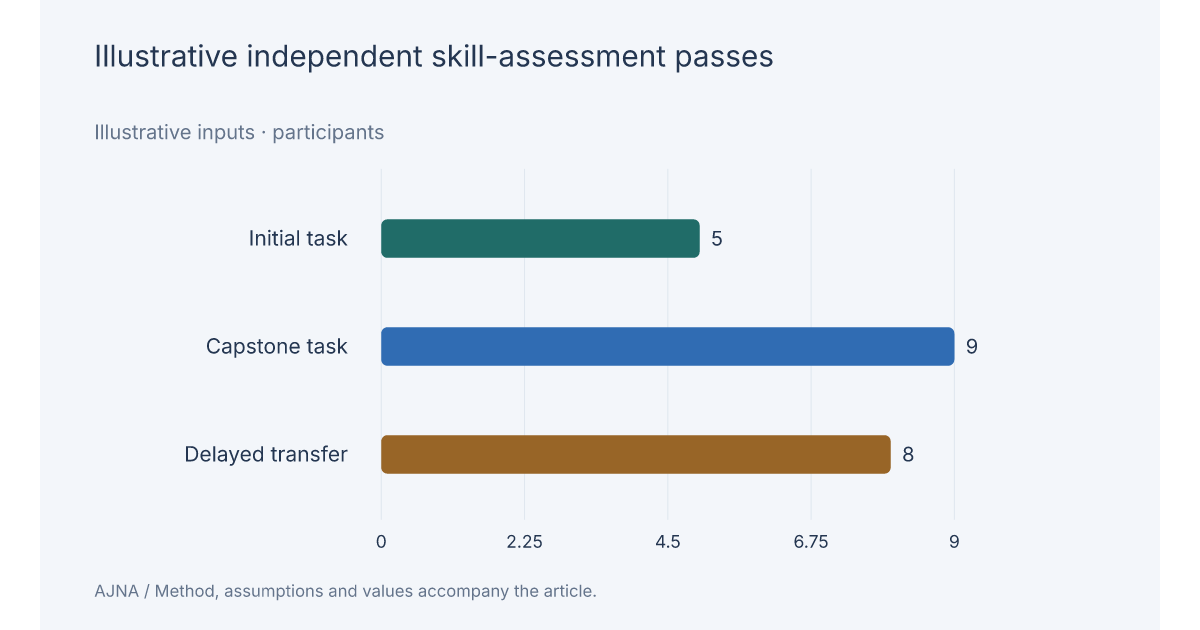 Illustrative independent skill-assessment passes
Illustrative inputs · participants
Initial task 5
Capstone task 9
Delayed transfer 8
0 2.25 4.5 6.75 9
AJNA / Method, assumptions and values accompany the article.